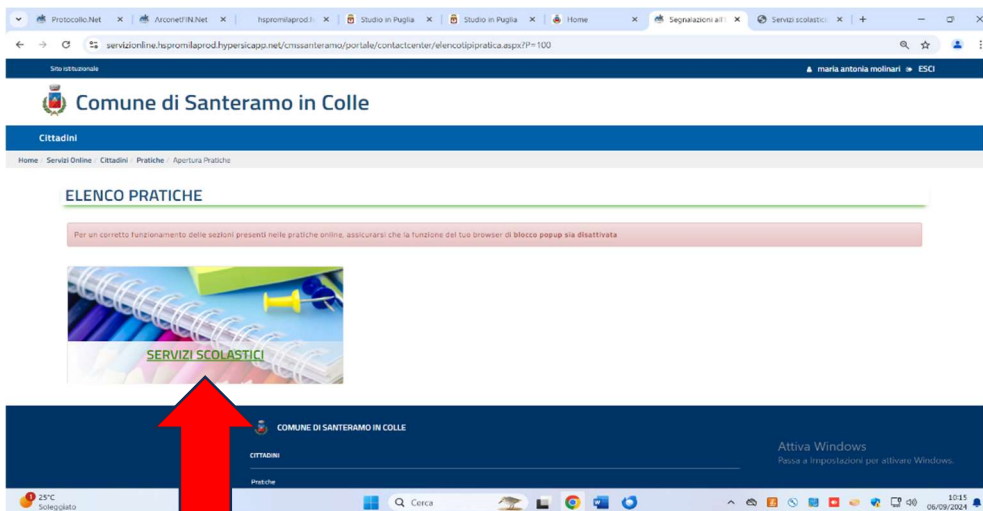 Protocollo.Net
ArconetFIN.Net
hspromilaprod.h
Studio in Puglia
Studio in Puglia
Home
Segnalazioni all'
Servizi scolastic
servizionline.hspromilaprod.hypersicapp.net/cmssanteramo/portale/contactcenter/elencotipipratica.aspx?P=100
Sito istituzionale
maria antonia molinari ESCI
Comune di Santeramo in Colle
Cittadini
Home / Servizi Online / Cittadini / Pratiche / Apertura Pratiche
ELENCO PRATICHE
Per un corretto funzionamento delle sezioni presenti nelle pratiche online, assicurarsi che la funzione del tuo browser di blocco popup sia disattivata
SERVIZI SCOLASTICI
COMUNE DI SANTERAMO IN COLLE
CITTADINI
Pratiche
Attiva Windows
Passa a Impostazioni per attivare Windows.
1
25°C
Soleggiato
Cerca
10:15
06/09/2024